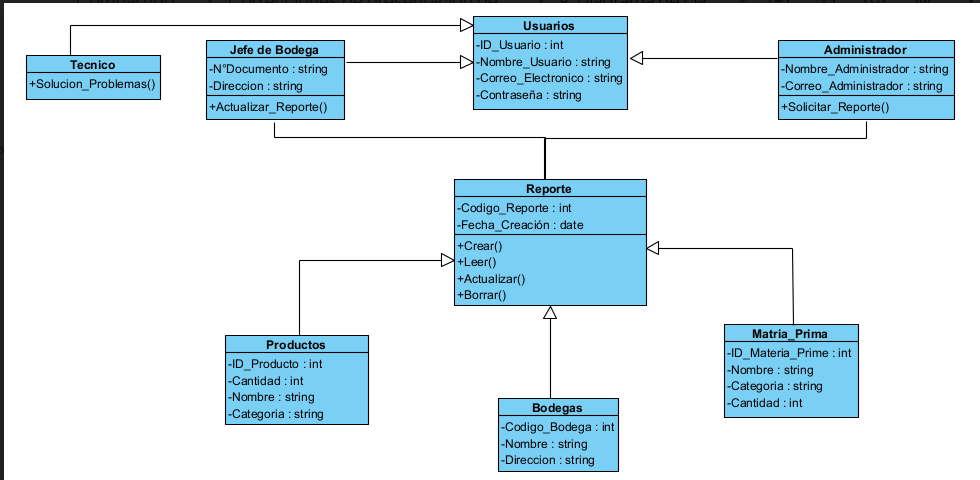 Usuarios
-ID_Usuario : int
-Nombre_Usuario : string
-Correo_Electronico : string
-Contraseña : string
Tecnico
+Solucion_Problemas()
Jefe de Bodega
-N°Documento : string
-Direccion : string
+Actualizar_Reporte()
Administrador
-Nombre_Administrador : string
-Correo_Administrador : string
+Solicitar_Reporte()
Reporte
-Codigo_Reporte : int
-Fecha_Creación : date
+Crear()
+Leer()
+Actualizar()
+Borrar()
Productos
-ID_Producto : int
-Cantidad : int
-Nombre : string
-Categoria : string
Bodegas
-Codigo_Bodega : int
-Nombre : string
-Direccion : string
Matria_Prima
-ID_Materia_Prime : int
-Nombre : string
-Categoria : string
-Cantidad : int